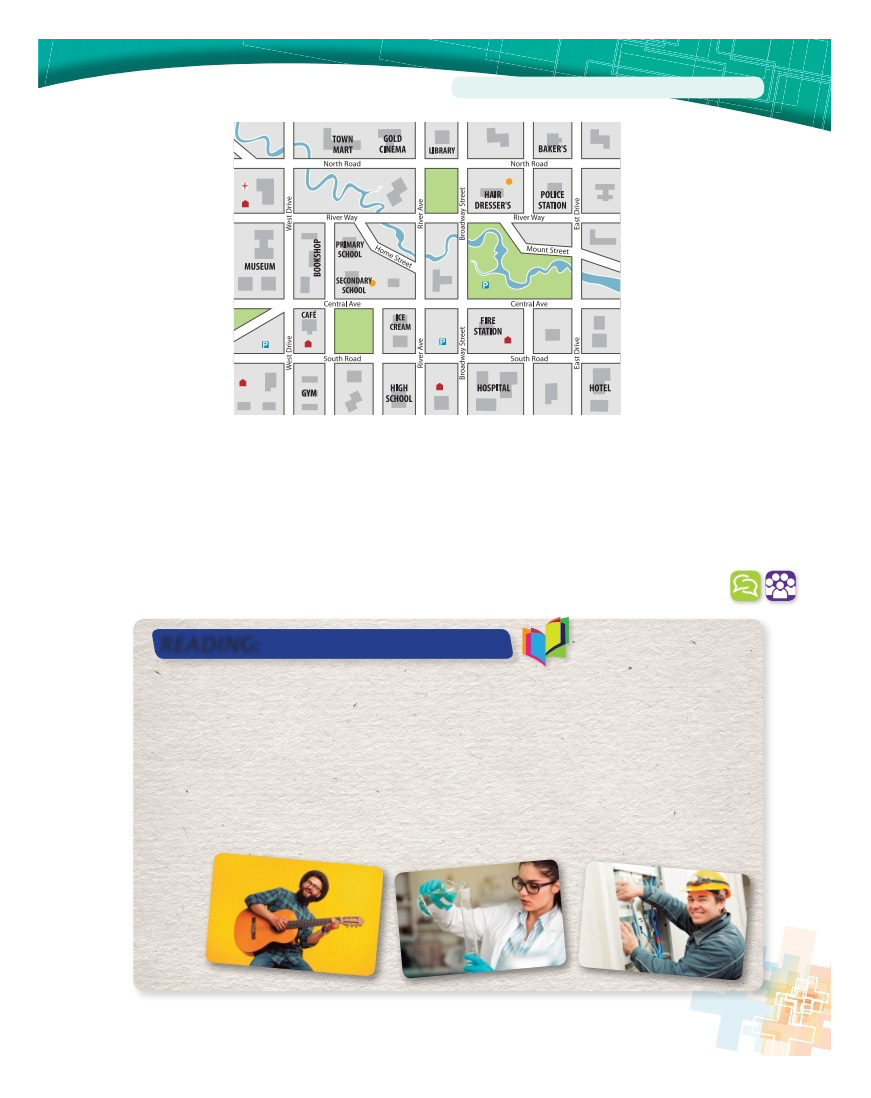 TOWN
MART
GOLD
CINEMA
LIBRARY
BAKER'S
North Road
North Road
HAIR
DRESSER'S
POLICE
STATION
West Drive
River Ave
Broadway Street
East Drive
River Way
River Way
MUSEUM
BOOKSHOP
PRIMARY
SCHOOL
Home Street
Mount Street
SECONDARY
SCHOOL
P
Central Ave
Central Ave
CAFÉ
ICE
CREAM
FIRE
STATION
P
P
West Drive
River Ave
Broadway Street
East Drive
South Road
South Road
GYM
HIGH
SCHOOL
HOSPITAL
HOTEL
READING: